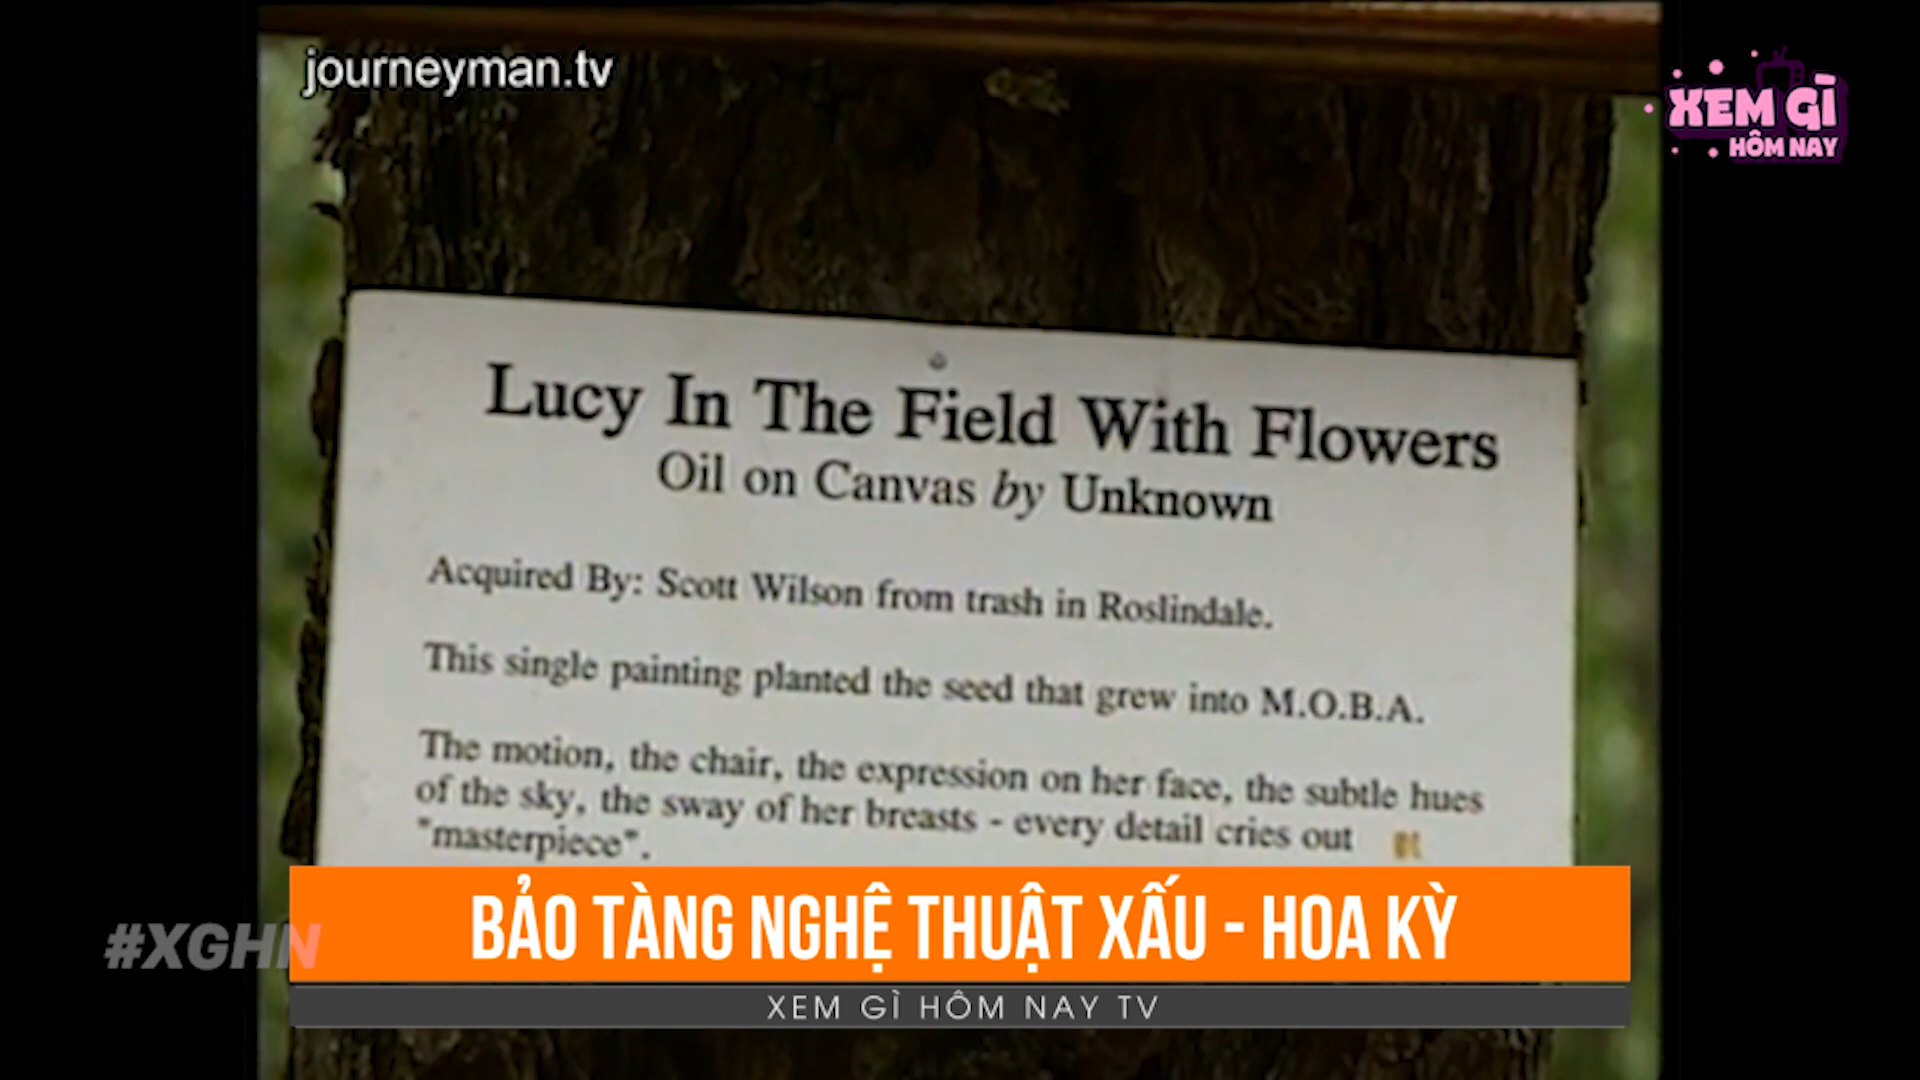 journeyman.tv
XEM GÌ
HÔM NAY
Lucy In The Field With Flowers
Oil on Canvas by Unknown
Acquired By: Scott Wilson from trash in Roslindale.
This single painting planted the seed that grew into M.O.B.A.
The motion, the chair, the expression on her face, the subtle hues
of the sky, the sway of her breasts - every detail cries out
"masterpiece".
BẢO TÀNG NGHỆ THUẬT XẤU - HOA KỲ
#XGHN
XEM GÌ HÔM NAY TV